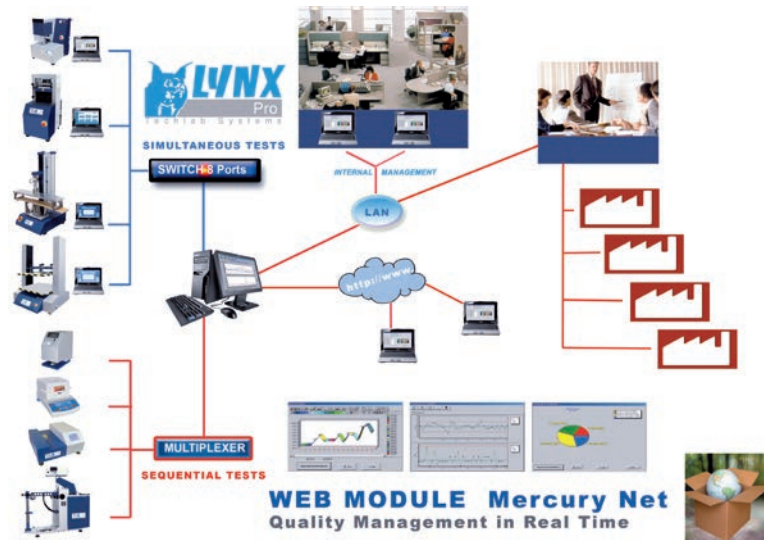 LYNX
Pro
Techlab Systems
SIMULTANEOUS TESTS
SWITCH-8 Ports
INTERNAL MANAGEMENT
LAN
http://www
MULTIPLEXER
SEQUENTIAL TESTS
WEB MODULE Mercury Net
Quality Management in Real Time